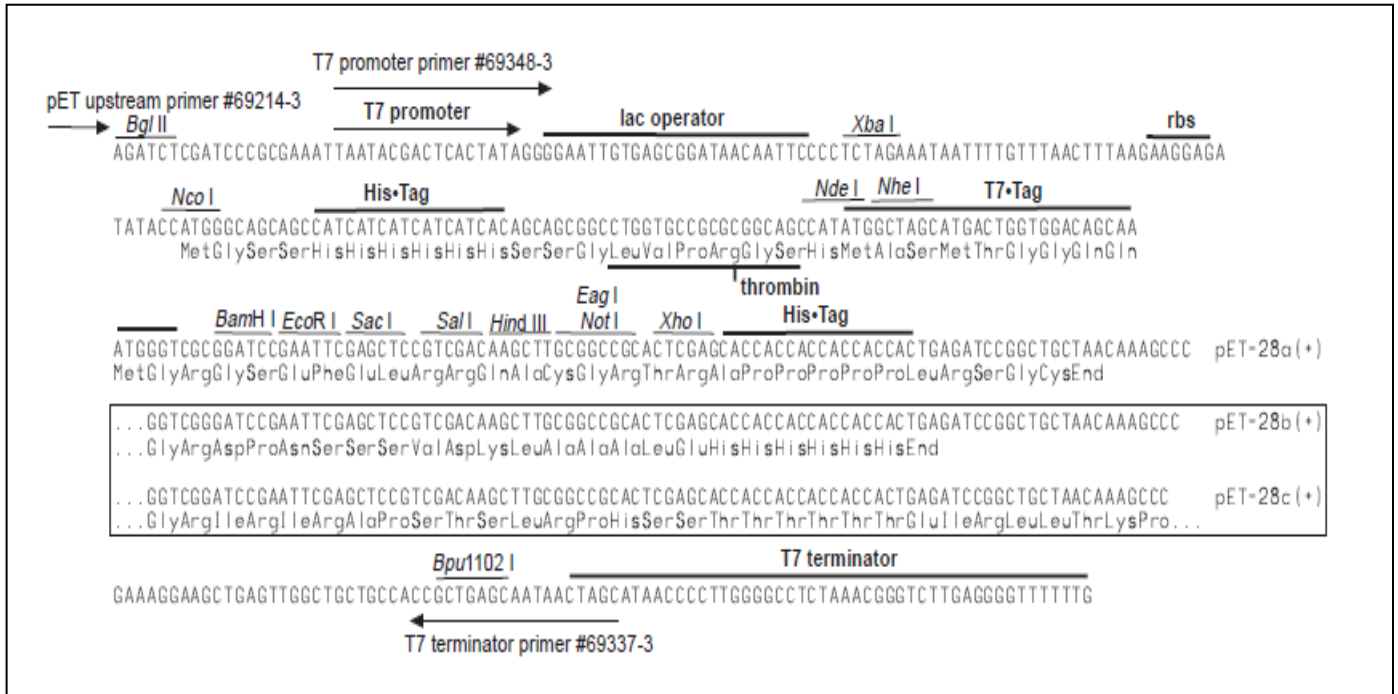 T7 promoter primer #69348-3
pET upstream primer #69214-3
Bgl II
T7 promoter
lac operator
Xba I
rbs
AGATCTCGATCCCGCGAAATTAATACGACTCACTATAGGGGAATTGTGAGCGGATAACAATTCCCCTCTAGAAATAATTTTGTTTAACTTTAAGAAGGAGA
Nco I
His•Tag
Nde I
Nhe I
T7•Tag
TATACCATGGGCAGCAGCCATCATCATCATCATCACAGCAGCGGCCTGGTGCCGCGCGGCAGCCATATGGCTAGCATGACTGGTGGACAGCAA
MetGlySerSerHisHisHisHisHisHisSerSerGlyLeuValProArgGlySerHisMetAlaSerMetThrGlyGlyGlnGln
thrombin
Eag I
BamH I EcoR I Sac I Sal I Hind III Not I Xho I His•Tag
ATGGGTCGCGGATCCGAATTCGAGCTCCGTCGACAAGCTTGCGGCCGCACTCGAGCACCACCACCACCACCACTGAGATCCGGCTGCTAACAAAGCCC pET-28a(+)
MetGlyArgGlySerGluPheGluLeuArgArgGlnAlaCysGlyArgThrArgAlaProProProProProLeuArgSerGlyCysEnd
...GGTCGGGATCCGAATTCGAGCTCCGTCGACAAGCTTGCGGCCGCACTCGAGCACCACCACCACCACCACTGAGATCCGGCTGCTAACAAAGCCC pET-28b(+)
...GlyArgAspProAsnSerSerSerValAspLysLeuAlaAlaAlaLeuGluHisHisHisHisHisHisEnd
...GGTCGGATCCGAATTCGAGCTCCGTCGACAAGCTTGCGGCCGCACTCGAGCACCACCACCACCACCACTGAGATCCGGCTGCTAACAAAGCCC pET-28c(+)
...GlyArgIleArgIleArgAlaProSerThrSerLeuArgProHisSerSerThrThrThrThrThrThrGluIleArgLeuLeuThrLysPro...
Bpu1102 I
T7 terminator
GAAAGGAAGCTGAGTTGGCTGCTGCCACCGCTGAGCAATAACTAGCATAACCCCTTGGGGCCTCTAAACGGGTCTTGAGGGGTTTTTTG
T7 terminator primer #69337-3